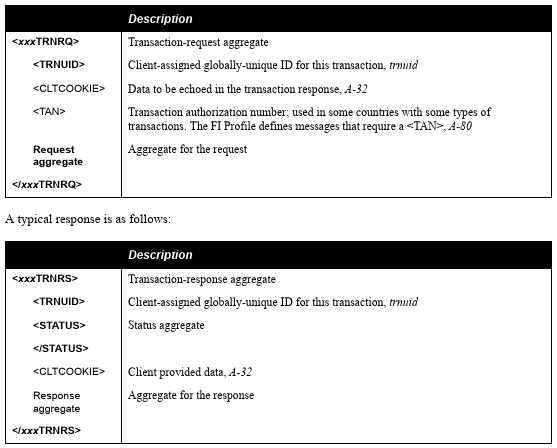 Description
<xxxTRNRQ> Transaction-request aggregate
<TRNUID> Client-assigned globally-unique ID for this transaction, trnuid
<CLTCOOKIE> Data to be echoed in the transaction response, A-32
<TAN> Transaction authorization number; used in some countries with some types of
transactions. The FI Profile defines messages that require a <TAN>, A-80
Request Aggregate for the request
aggregate
</xxxTRNRQ>
A typical response is as follows:
Description
<xxxTRNRS> Transaction-response aggregate
<TRNUID> Client-assigned globally-unique ID for this transaction, trnuid
<STATUS> Status aggregate
</STATUS>
<CLTCOOKIE> Client provided data, A-32
Response Aggregate for the response
aggregate
</xxxTRNRS>